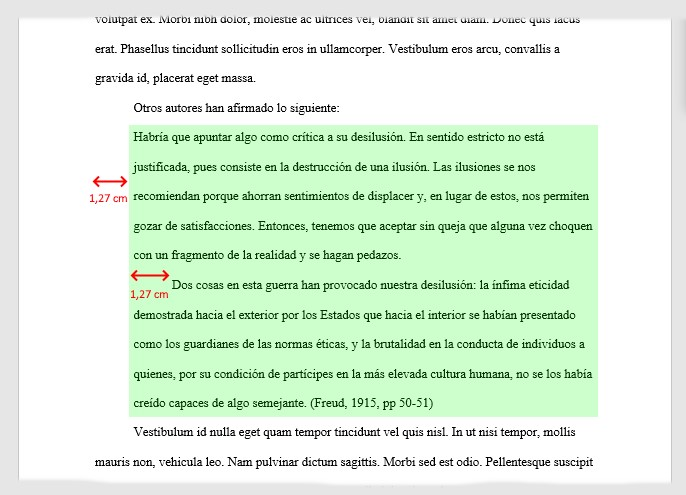 volutpat ex. Morbi nibh dolor, molestie ac ultrices vel, blandit sit amet diam. Donec quis lacus
erat. Phasellus tincidunt sollicitudin eros in ullamcorper. Vestibulum eros arcu, convallis a
gravida id, placerat eget massa.
Otros autores han afirmado lo siguiente:
Habría que apuntar algo como crítica a su desilusión. En sentido estricto no está
justificada, pues consiste en la destrucción de una ilusión. Las ilusiones se nos
1,27 cm recomiendan porque ahorran sentimientos de displacer y, en lugar de estos, nos permiten
gozar de satisfacciones. Entonces, tenemos que aceptar sin queja que alguna vez choquen
con un fragmento de la realidad y se hagan pedazos.
1,27 cm Dos cosas en esta guerra han provocado nuestra desilusión: la ínfima eticidad
demostrada hacia el exterior por los Estados que hacia el interior se habían presentado
como los guardianes de las normas éticas, y la brutalidad en la conducta de individuos a
quienes, por su condición de partícipes en la más elevada cultura humana, no se los había
creído capaces de algo semejante. (Freud, 1915, pp 50-51)
Vestibulum id nulla eget quam tempor tincidunt vel quis nisl. In ut nisi tempor, mollis
mauris non, vehicula leo. Nam pulvinar dictum sagittis. Morbi sed est odio. Pellentesque suscipit